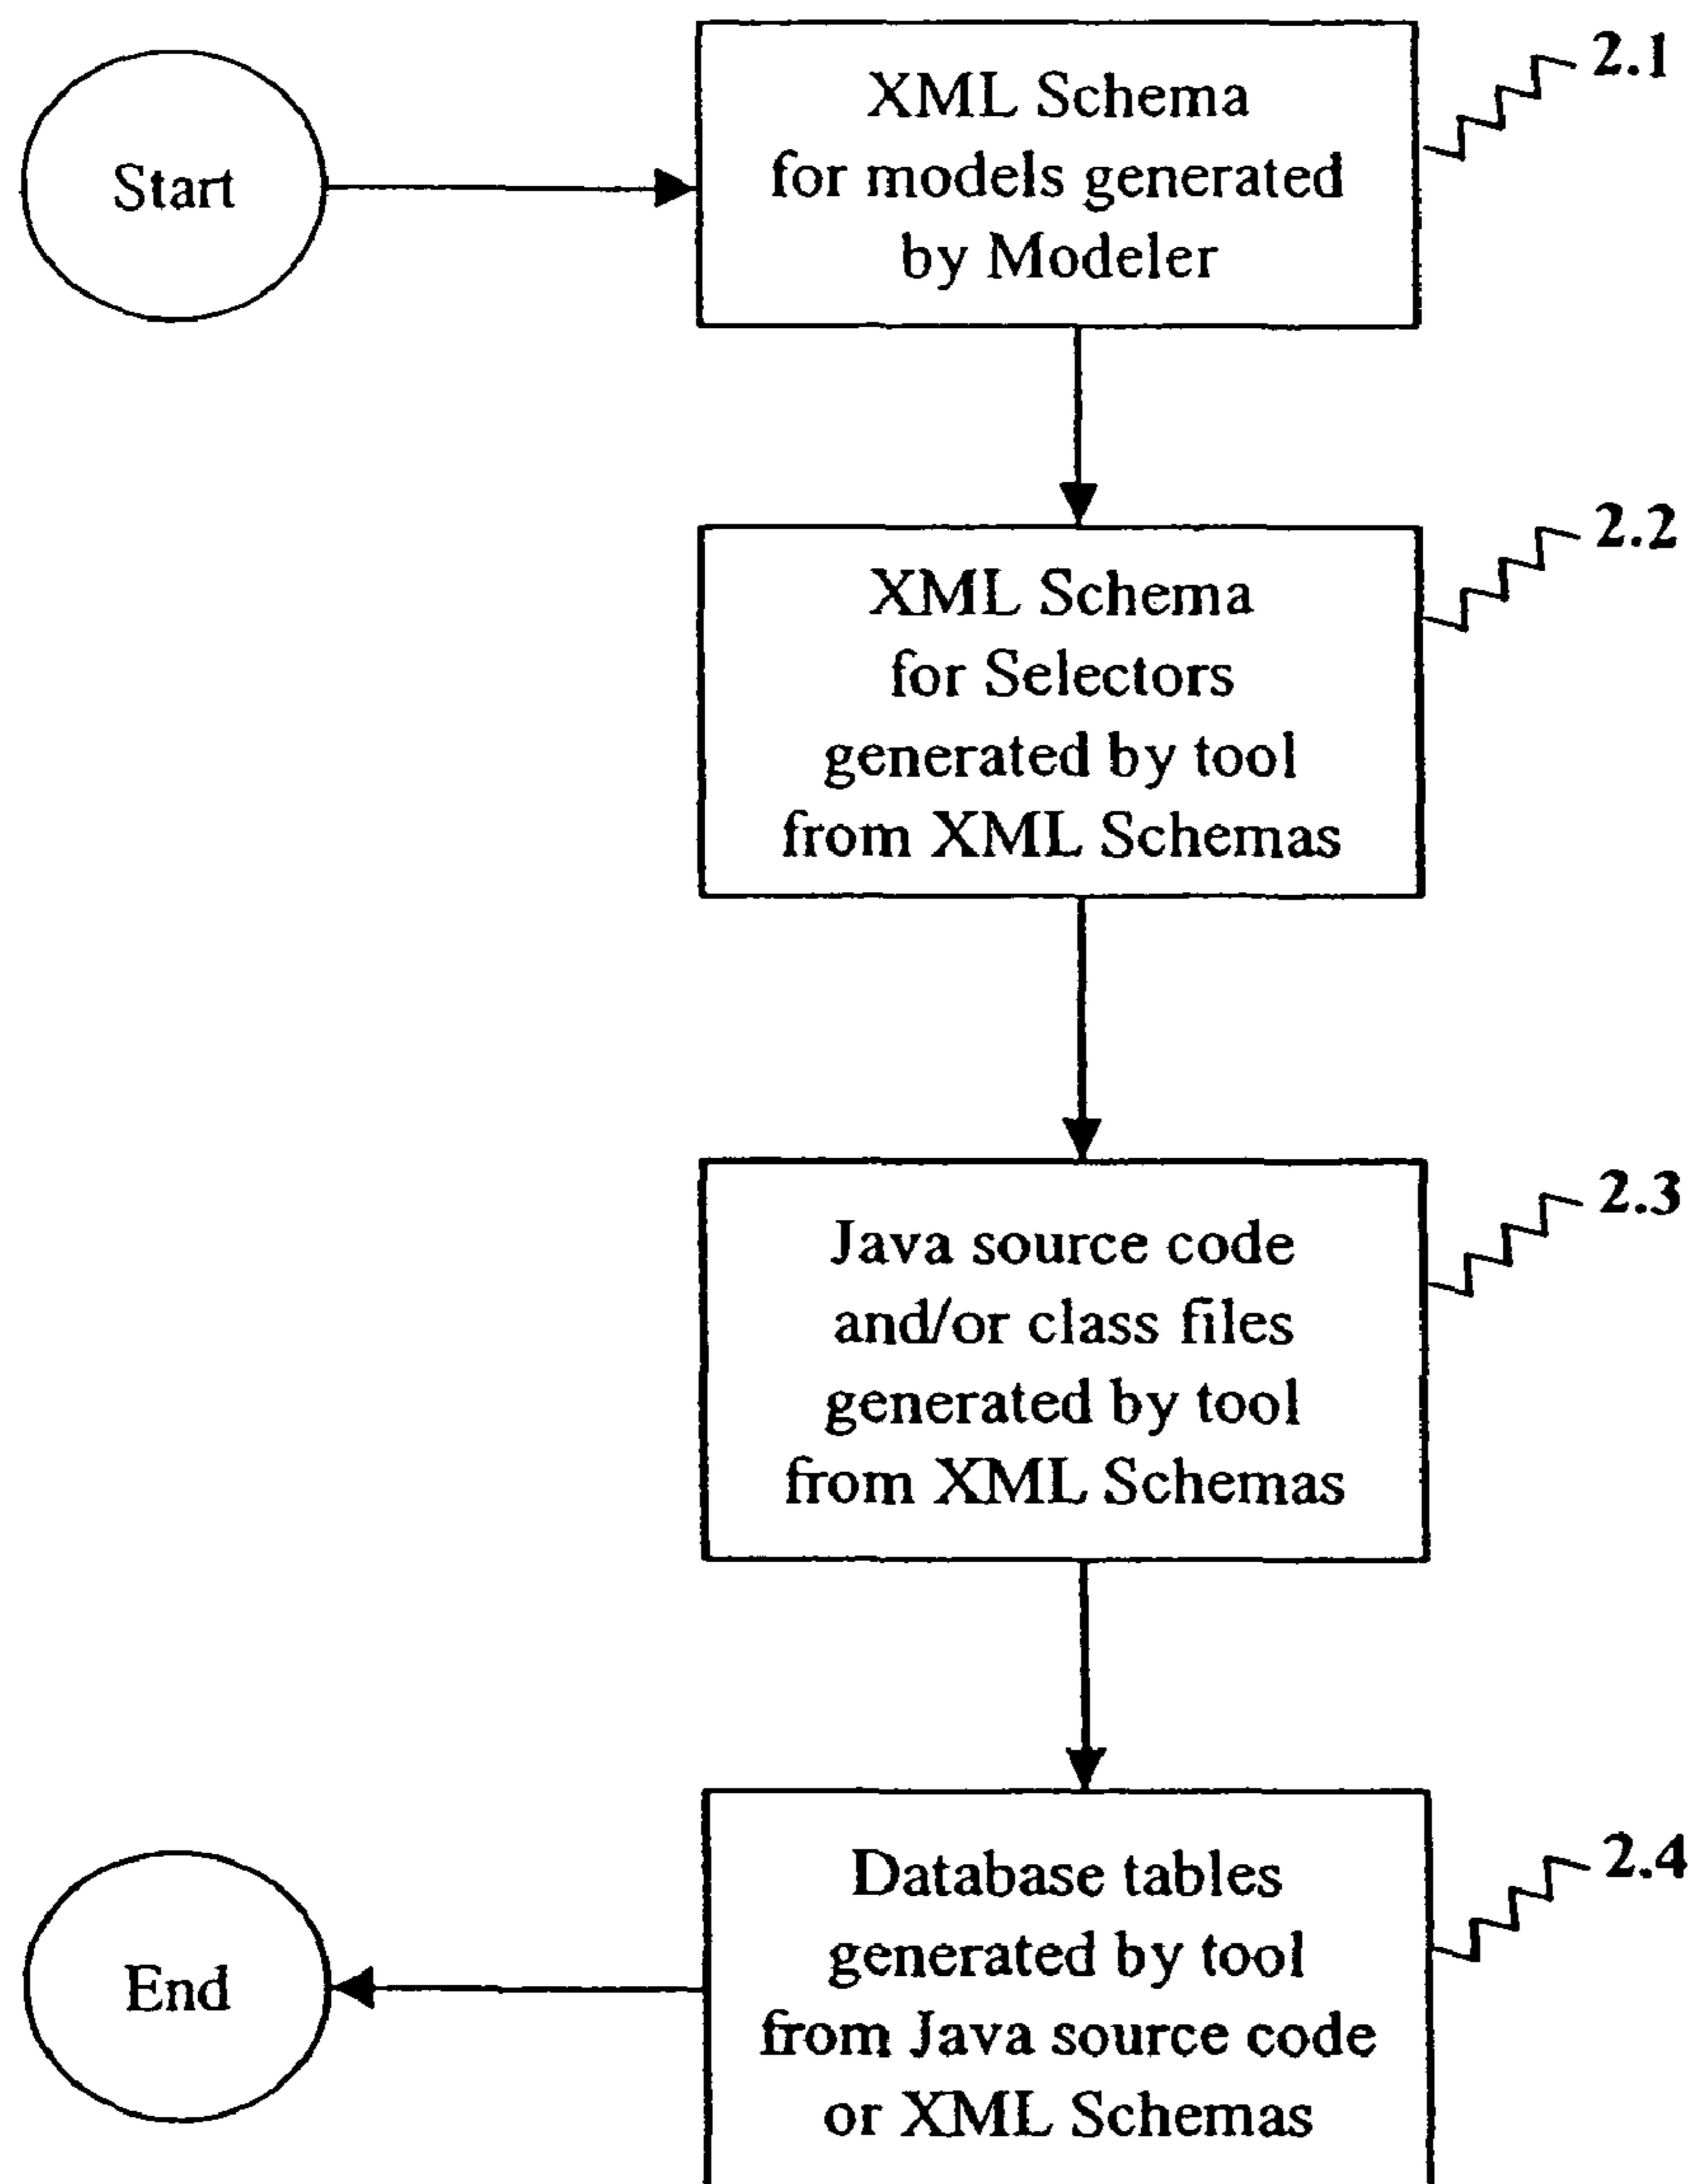 Start
XML Schema
for models generated
by Modeler
2.1
XML Schema
for Selectors
generated by tool
from XML Schemas
2.2
Java source code
and/or class files
generated by tool
from XML Schemas
2.3
Database tables
generated by tool
from Java source code
or XML Schemas
2.4
End